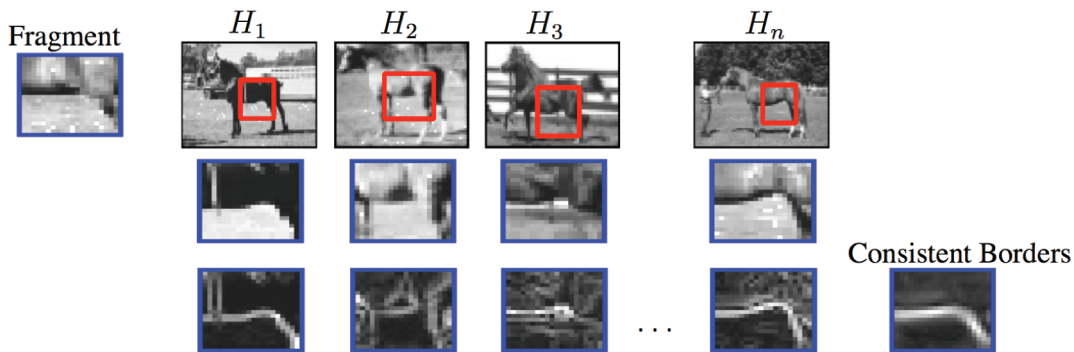 Fragment
H₁ H₂ H₃ Hₙ
Consistent Borders
. . .